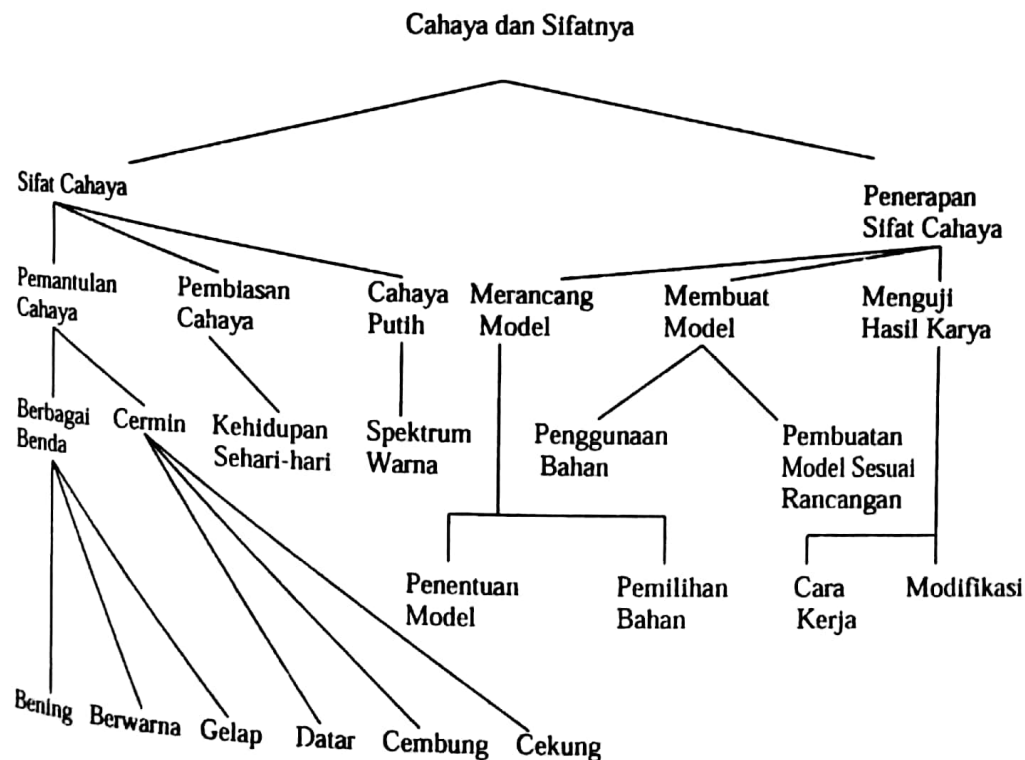 Cahaya dan Sifatnya
Sifat Cahaya
Penerapan
Sifat Cahaya
Pemantulan
Cahaya
Pembiasan
Cahaya
Cahaya
Putih
Merancang
Model
Membuat
Model
Menguji
Hasil Karya
Berbagai
Benda
Cermin
Kehidupan
Sehari-hari
Spektrum
Warna
Penggunaan
Bahan
Pembuatan
Model Sesuai
Rancangan
Penentuan
Model
Pemilihan
Bahan
Cara
Kerja
Modifikasi
Bening
Berwarna
Gelap
Datar
Cembung
Cekung